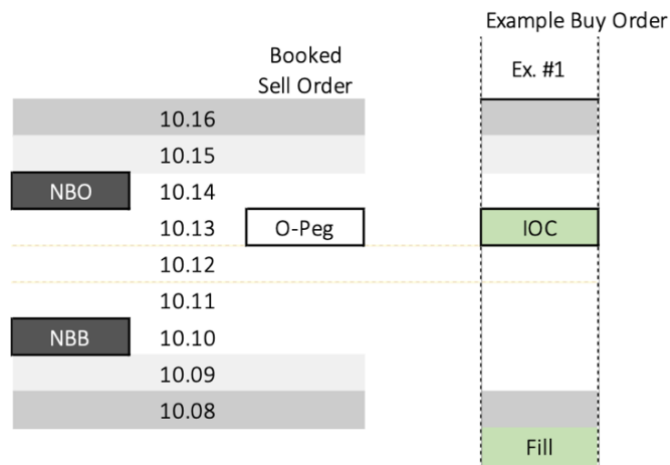 Example Buy Order
Booked
Sell Order
Ex. #1
10.16
10.15
NBO 10.14
10.13 O-Peg IOC
10.12
10.11
NBB 10.10
10.09
10.08
Fill